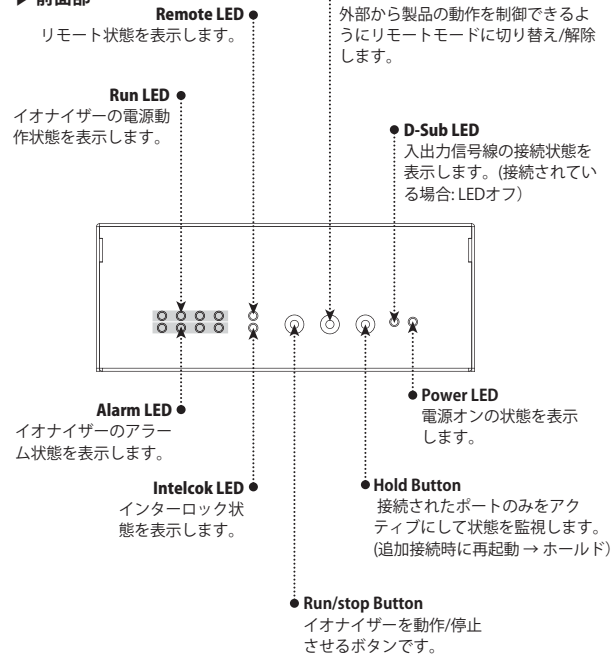 ▶ 前面部
Remote LED
リモート状態を表示します。
外部から製品の動作を制御できるよ
うにリモートモードに切り替え/解除
します。
Run LED
イオナイザーの電源動
作状態を表示します。
D-Sub LED
入出力信号線の接続状態を
表示します。(接続されてい
る場合: LEDオフ）
Alarm LED
イオナイザーのアラー
ム状態を表示します。
Power LED
電源オンの状態を表示
します。
Intelcok LED
インターロック状
態を表示します。
Hold Button
接続されたポートのみをアク
ティブにして状態を監視します。
(追加接続時に再起動 → ホールド）
Run/stop Button
イオナイザーを動作/停止
させるボタンです。